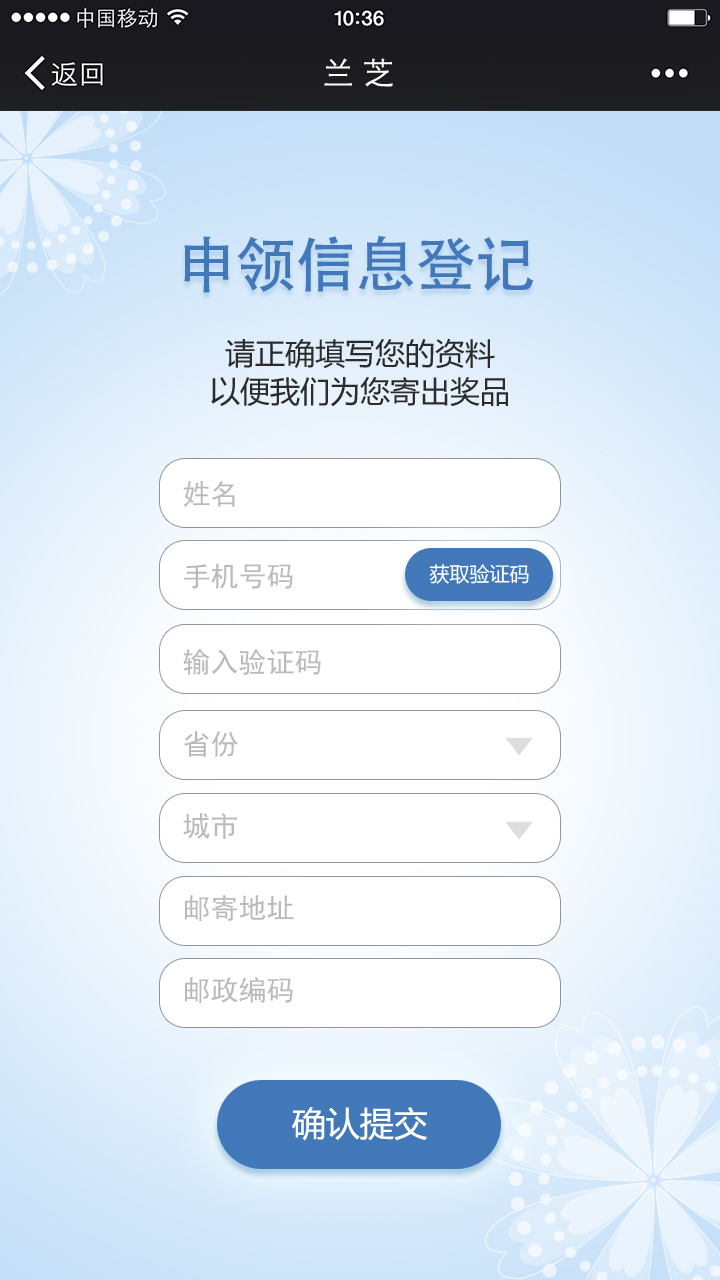 中国移动
10:36
返回
兰芝
申领信息登记
请正确填写您的资料
以便我们为您寄出奖品
姓名
手机号码
获取验证码
输入验证码
省份
城市
邮寄地址
邮政编码
确认提交